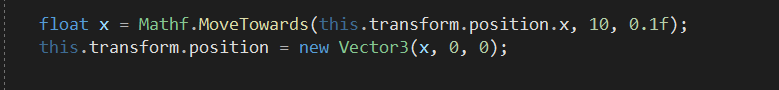 float x = Mathf.MoveTowards(this.transform.position.x, 10, 0.1f);
this.transform.position = new Vector3(x, 0, 0);